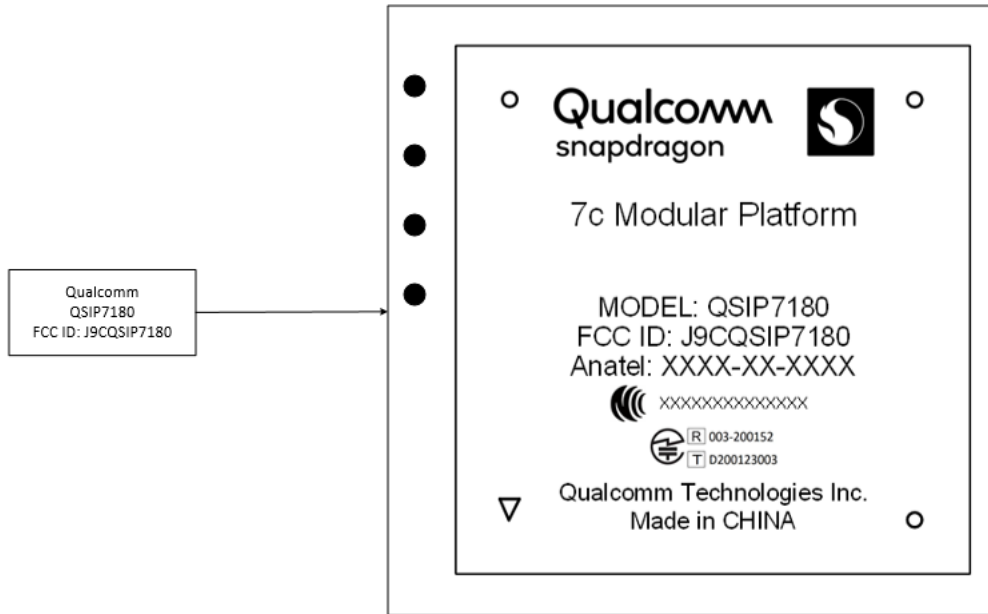 Qualcomm
QSIP7180
FCC ID: J9CQSIP7180
Qualcomm
snapdragon
7c Modular Platform
MODEL: QSIP7180
FCC ID: J9CQSIP7180
Anatel: XXXX-XX-XXXX
XXXXXXXXXXXXXX
R 003-200152
T D200123003
Qualcomm Technologies Inc.
Made in CHINA